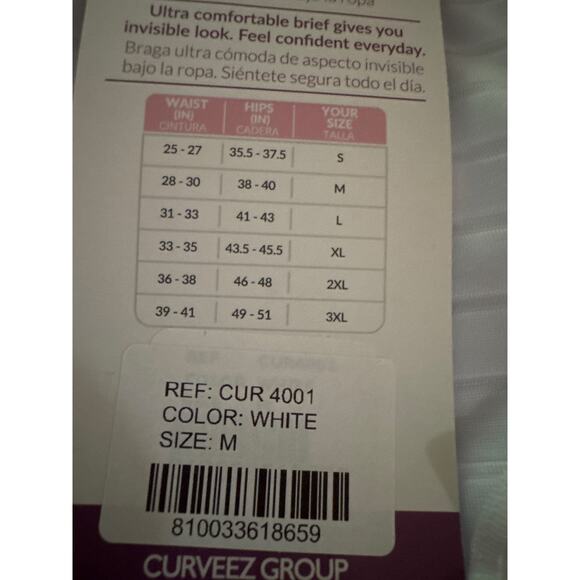 la ropa
Ultra comfortable brief gives you
invisible look. Feel confident everyday.
Braga ultra cómoda de aspecto invisible
bajo la ropa. Siéntete segura todo el día.
WAIST (IN) CINTURA HIPS (IN) CADERA YOUR SIZE TALLA
25 - 27 35.5 - 37.5 S
28 - 30 38 - 40 M
31 - 33 41 - 43 L
33 - 35 43.5 - 45.5 XL
36 - 38 46 - 48 2XL
39 - 41 49 - 51 3XL
REF: CUR 4001
COLOR: WHITE
SIZE: M
810033618659
CURVEEZ GROUP